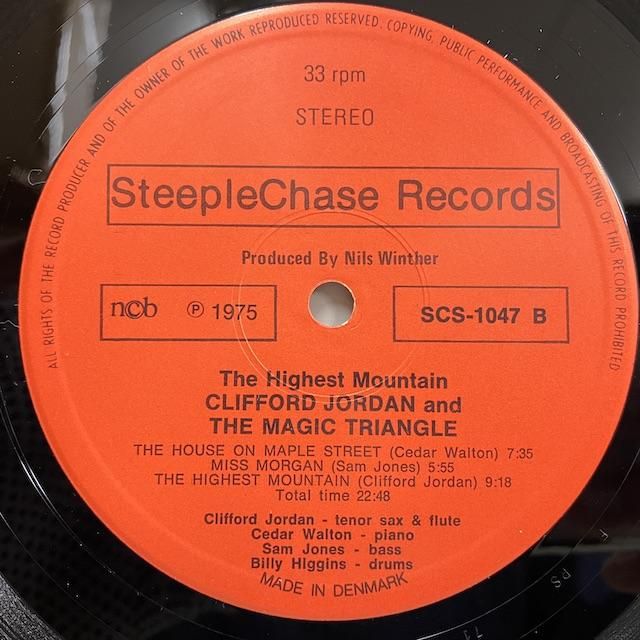 ALL RIGHTS OF THE RECORD PRODUCER AND OF THE OWNER OF THE WORK REPRODUCED RESERVED. COPYING, PUBLIC PERFORMANCE AND BROADCASTING OF THIS RECORD PROHIBITED
33 rpm
STEREO
SteepleChase Records
Produced By Nils Winther
ncb ℗ 1975
SCS-1047 B
The Highest Mountain
CLIFFORD JORDAN and
THE MAGIC TRIANGLE
THE HOUSE ON MAPLE STREET (Cedar Walton) 7:35
MISS MORGAN (Sam Jones) 5:55
THE HIGHEST MOUNTAIN (Clifford Jordan) 9:18
Total time 22:48
Clifford Jordan - tenor sax & flute
Cedar Walton - piano
Sam Jones - bass
Billy Higgins - drums
MADE IN DENMARK